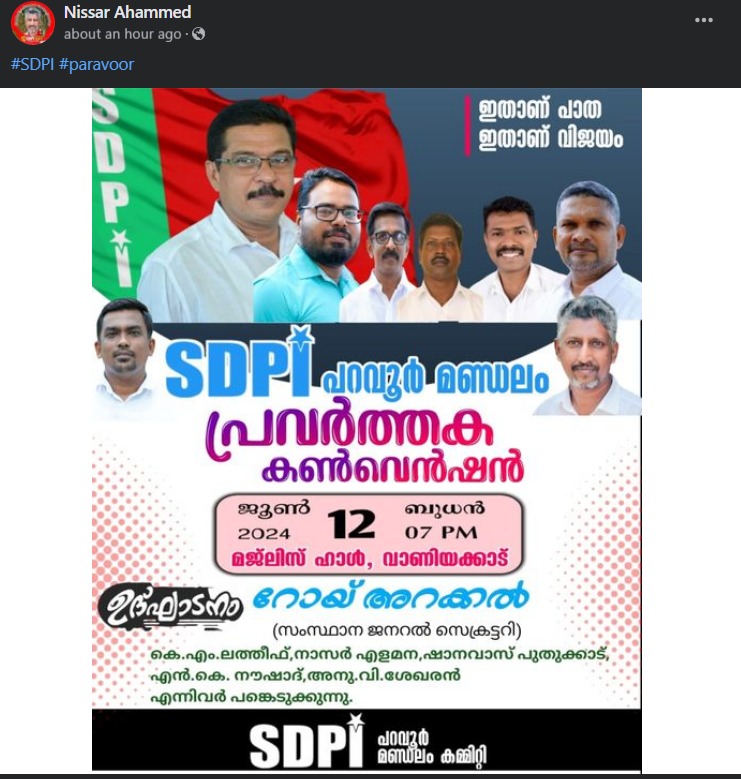 Nissar Ahammed
about an hour ago ·
#SDPI #paravoor
SDPI
ഇതാണ് പാത
ഇതാണ് വിജയം
SDPI പറവൂർ മണ്ഡലം
പ്രവർത്തക
കൺവെൻഷൻ
ജൂൺ 12 ബുധൻ
2024 07 PM
മജ്‌ലിസ് ഹാൾ, വാണിയക്കാട്
ഉദ്ഘാടനം റോയ് അറക്കൽ
(സംസ്ഥാന ജനറൽ സെക്രട്ടറി)
കെ.എം.ലത്തീഫ്,നാസർ എളമന,ഷാനവാസ് പുതുക്കാട്,
എൻ.കെ. നൗഷാദ്,അനു.വി.ശേഖരൻ
എന്നിവർ പങ്കെടുക്കുന്നു.
SDPI പറവൂർ
മണ്ഡലം കമ്മിറ്റി